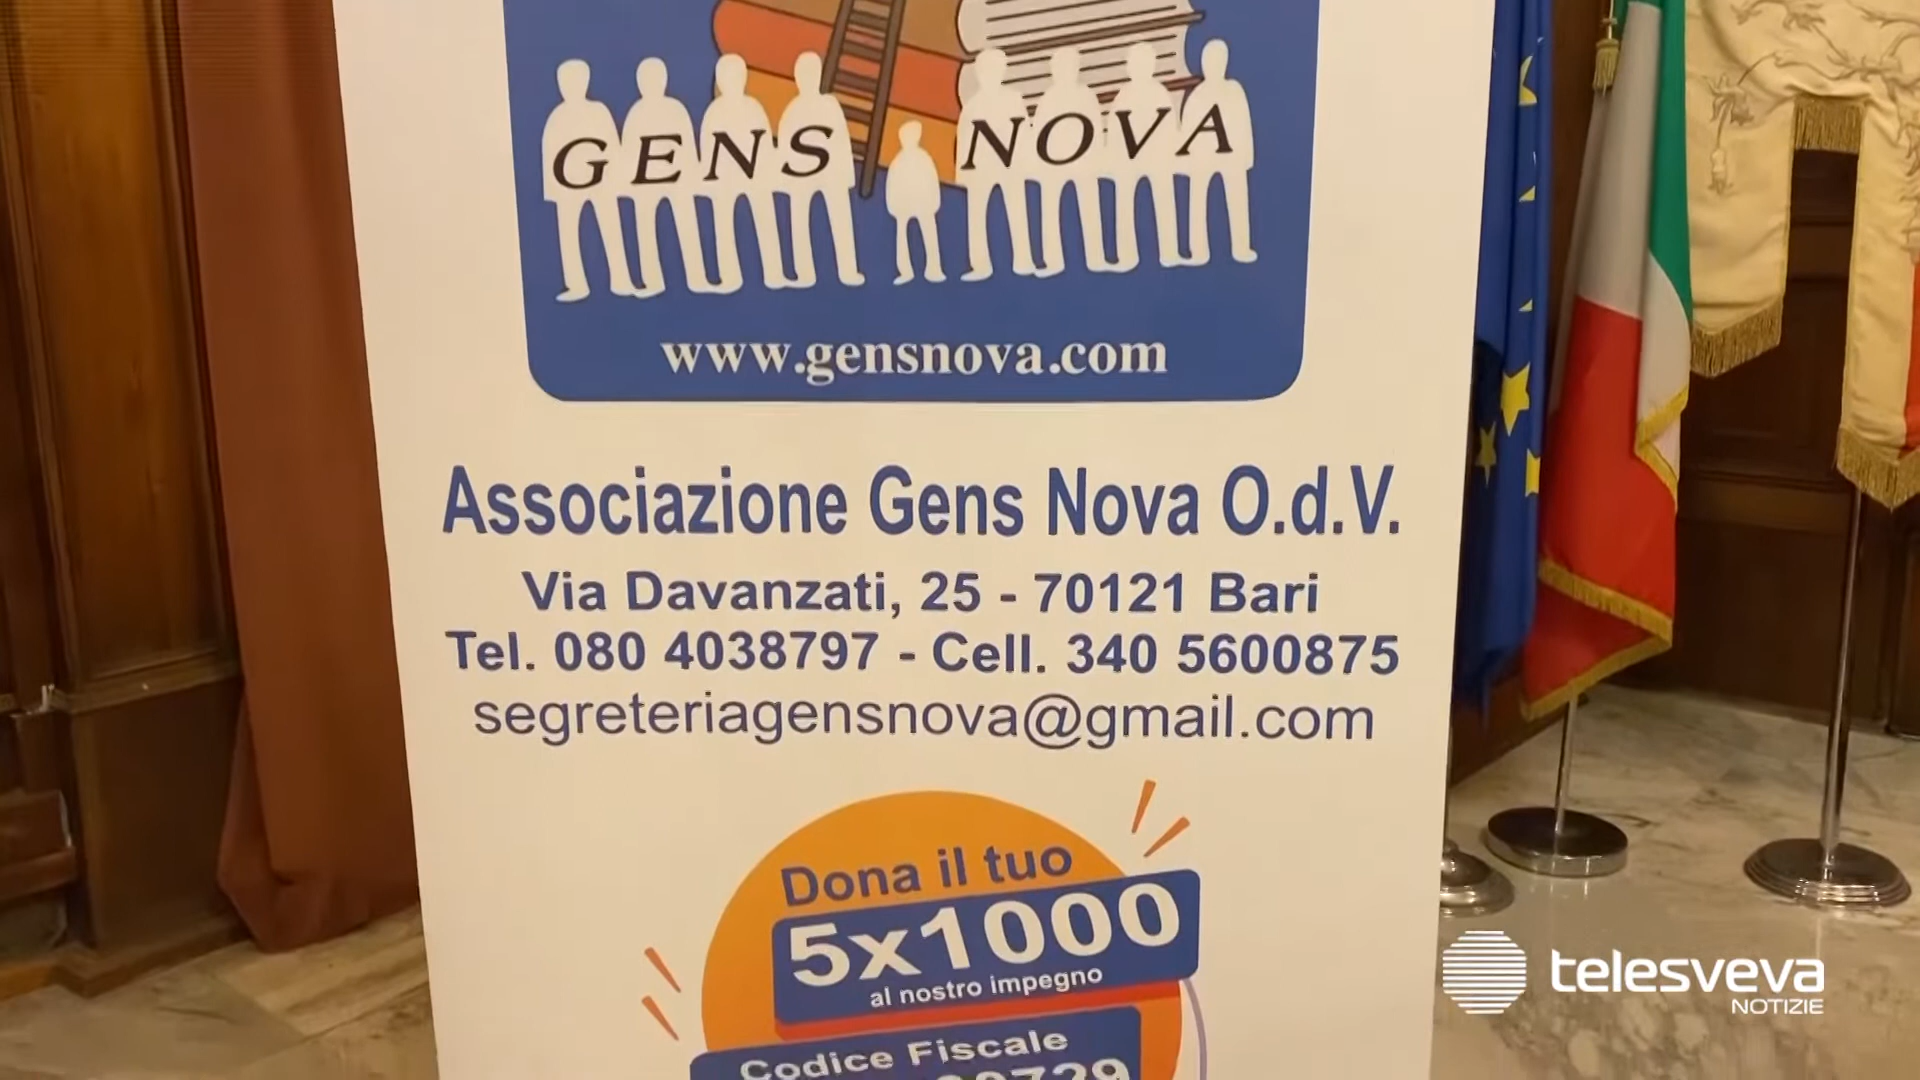 GENS NOVA
www.gensnova.com
Associazione Gens Nova O.d.V.
Via Davanzati, 25 - 70121 Bari
Tel. 080 4038797 - Cell. 340 5600875
segreteriagensnova@gmail.com
Dona il tuo
5x1000
al nostro impegno
Codice Fiscale
telesveva
NOTIZIE